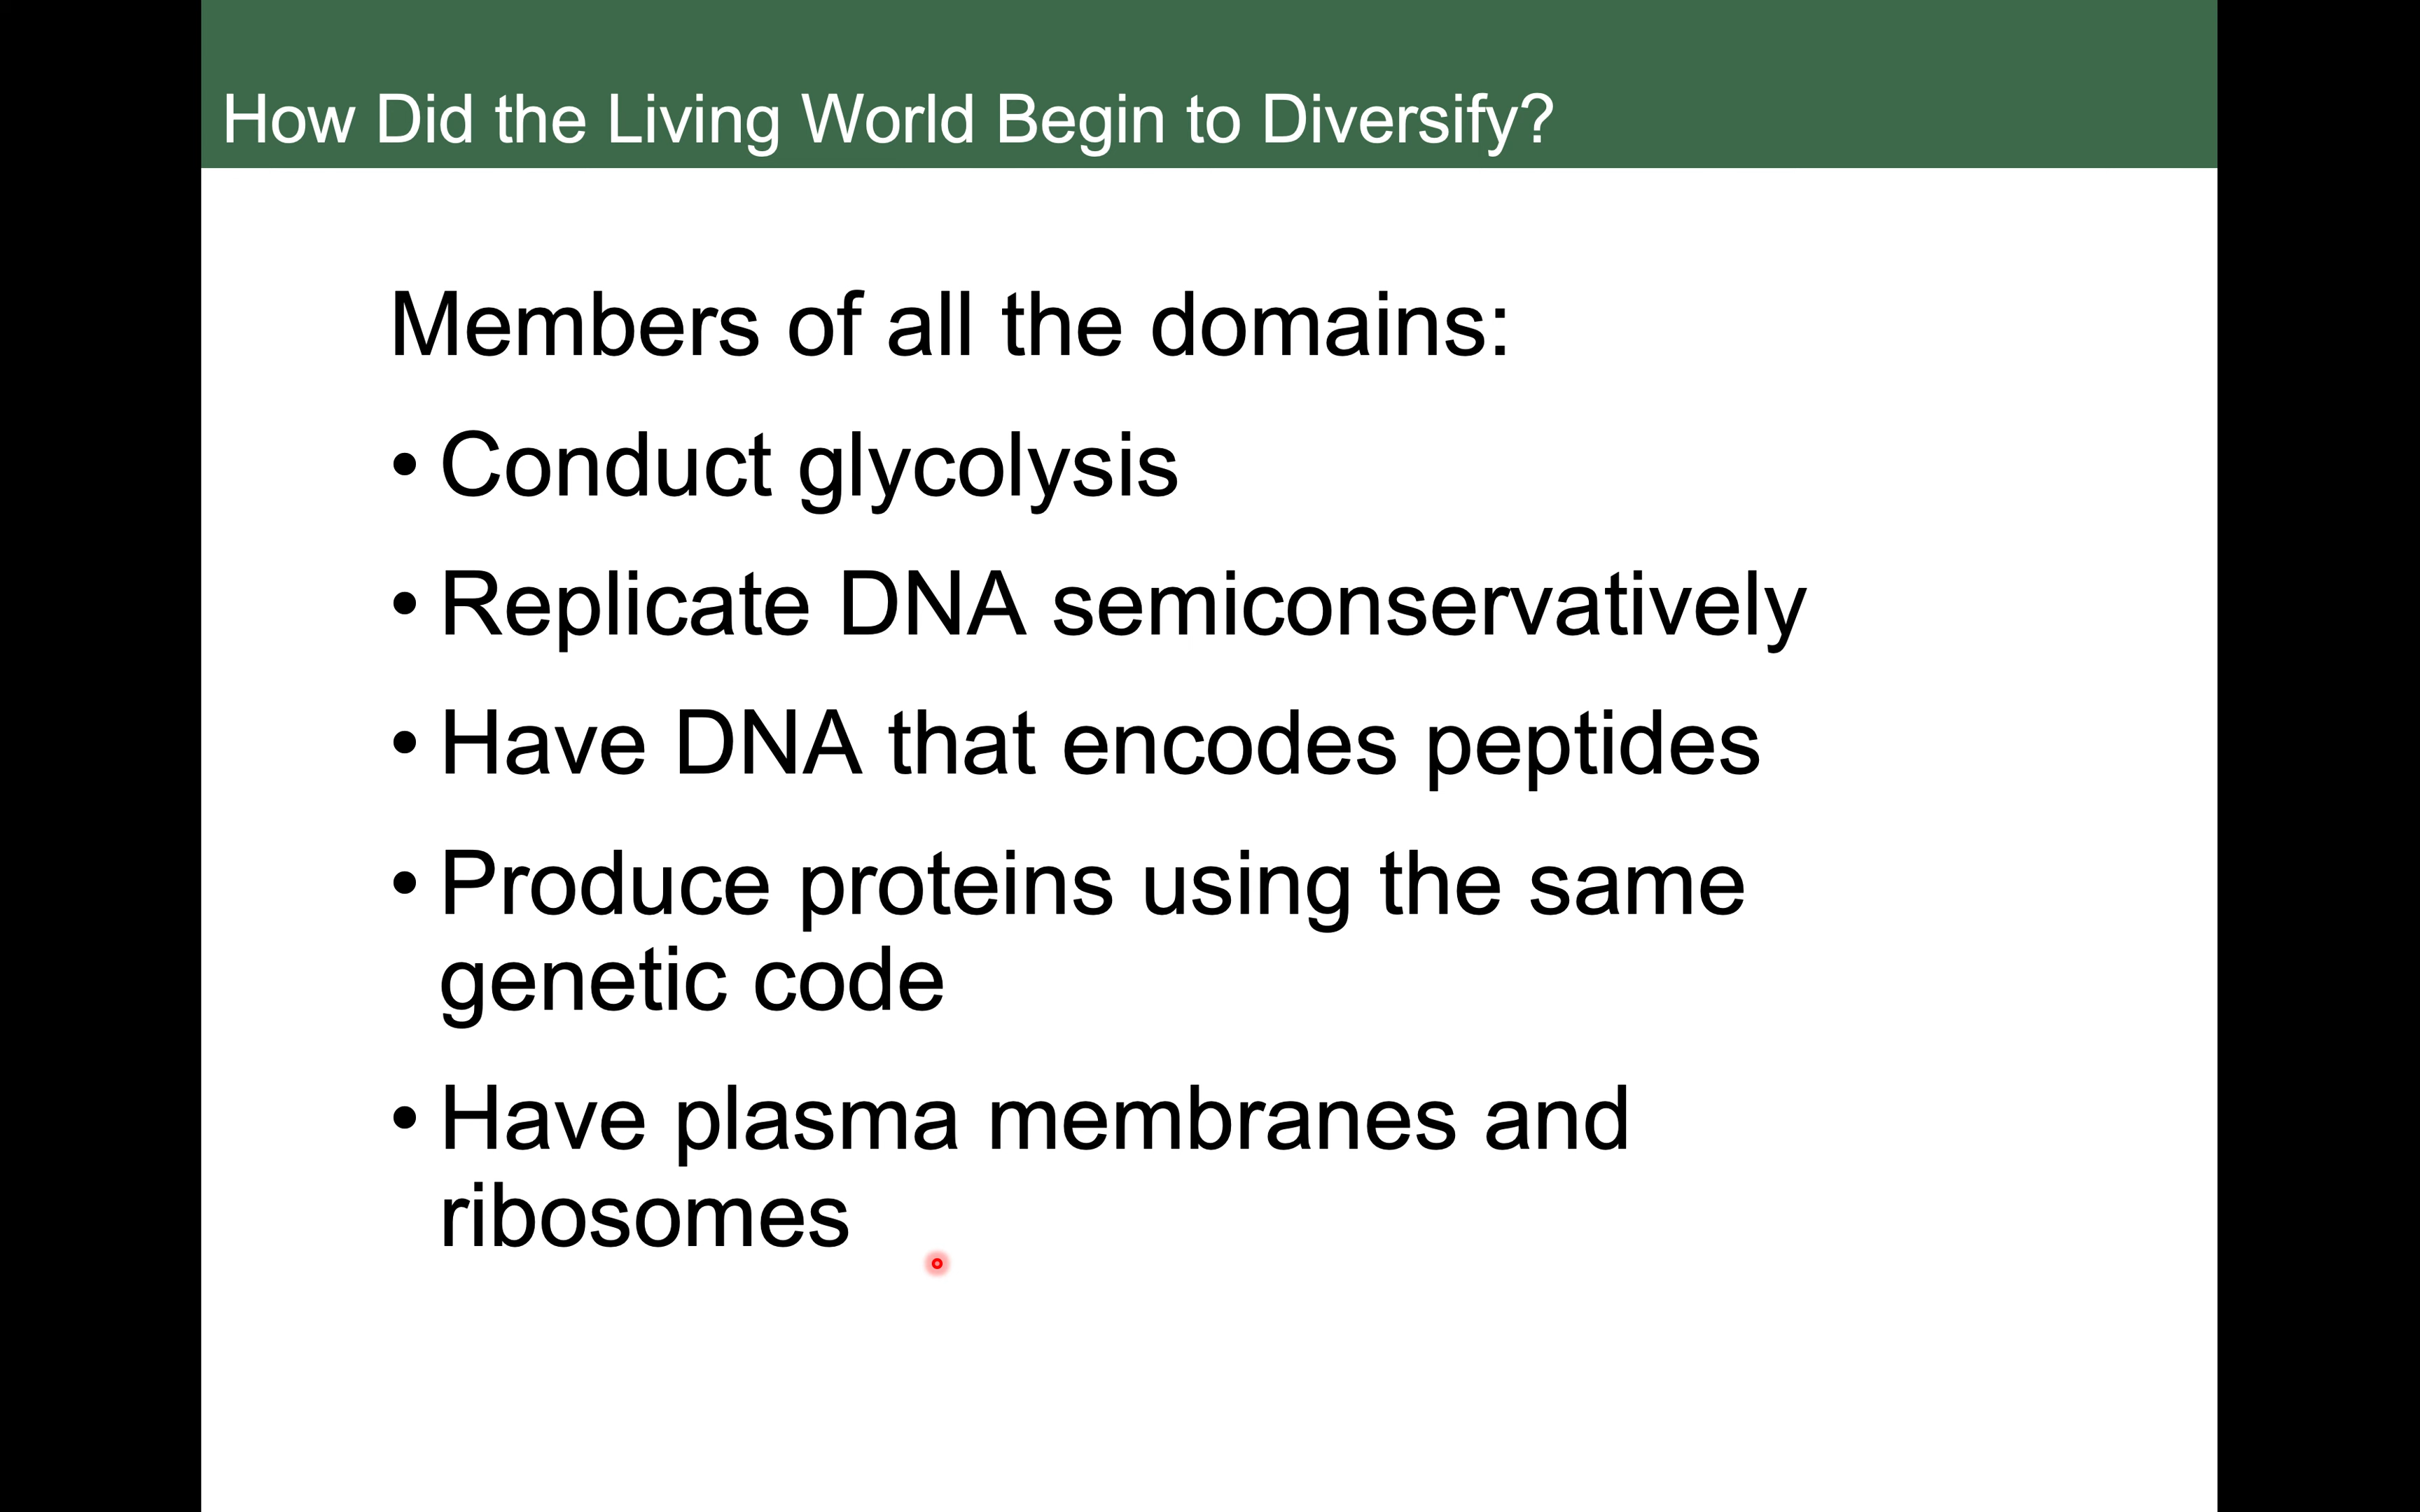 How Did the Living World Begin to Diversify?
Members of all the domains:
• Conduct glycolysis
• Replicate DNA semiconservatively
• Have DNA that encodes peptides
• Produce proteins using the same
genetic code
• Have plasma membranes and
ribosomes